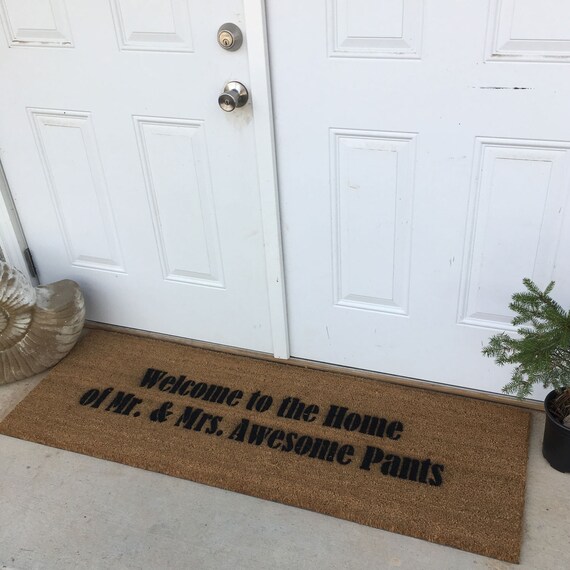 Welcome to the Home
of Mr. & Mrs. Awesome Pants